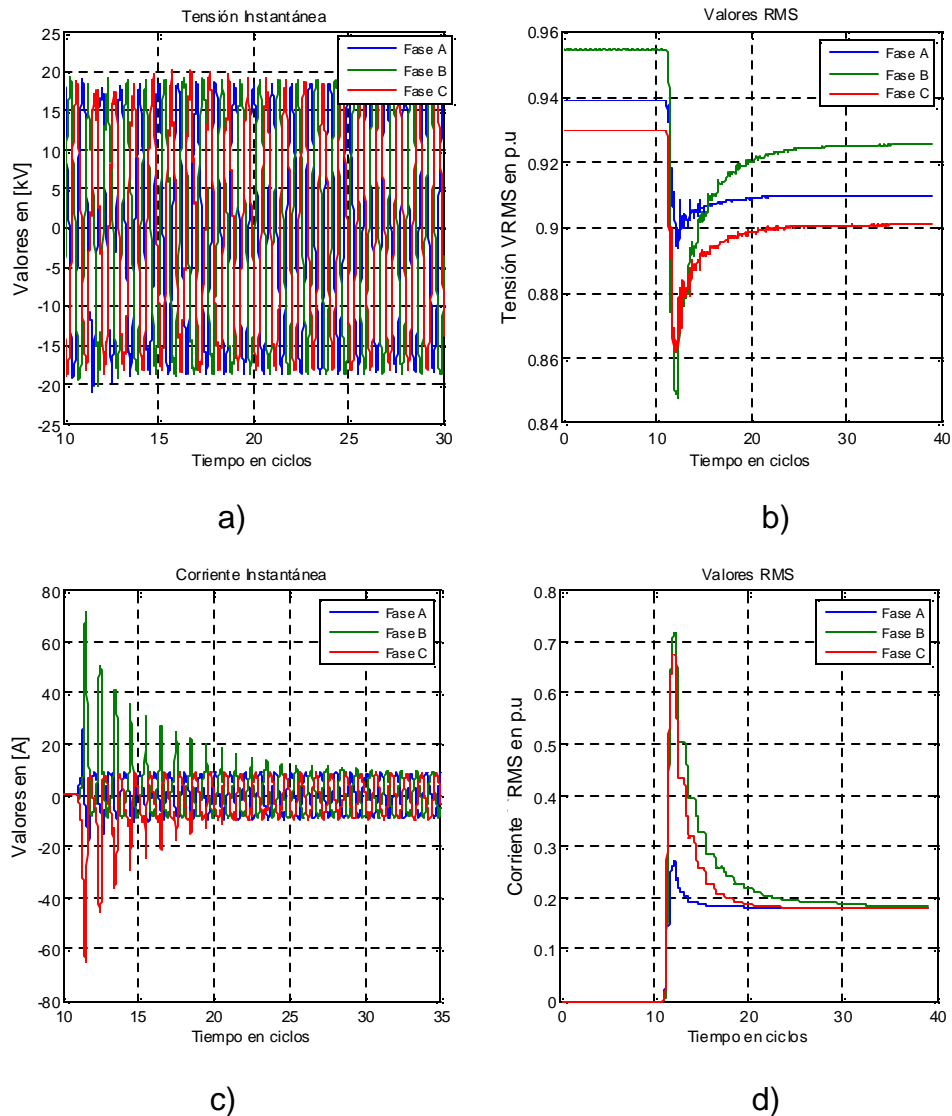 Tensión Instantánea
Valores en [kV]
25
20
15
10
5
0
-5
-10
-15
-20
-25
10
15
20
25
30
Tiempo en ciclos
Fase A
Fase B
Fase C
a)
Valores RMS
Tensión VRMS en p.u
0.96
0.94
0.92
0.9
0.88
0.86
0.84
0
10
20
30
40
Tiempo en ciclos
Fase A
Fase B
Fase C
b)
Corriente Instantánea
Valores en [A]
80
60
40
20
0
-20
-40
-60
-80
10
15
20
25
30
35
Tiempo en ciclos
Fase A
Fase B
Fase C
c)
Valores RMS
Corriente RMS en p.u
0.8
0.7
0.6
0.5
0.4
0.3
0.2
0.1
0
0
10
20
30
40
Tiempo en ciclos
Fase A
Fase B
Fase C
d)